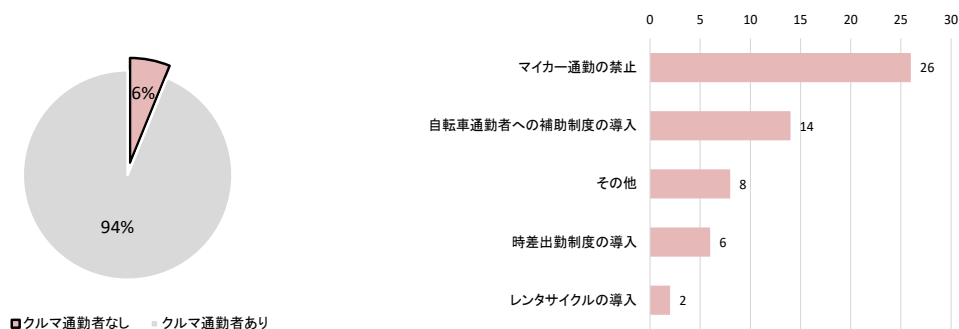 6%
94%
クルマ通勤者なし クルマ通勤者あり
0 5 10 15 20 25 30
マイカー通勤の禁止 26
自転車通勤者への補助制度の導入 14
その他 8
時差出勤制度の導入 6
レンタサイクルの導入 2